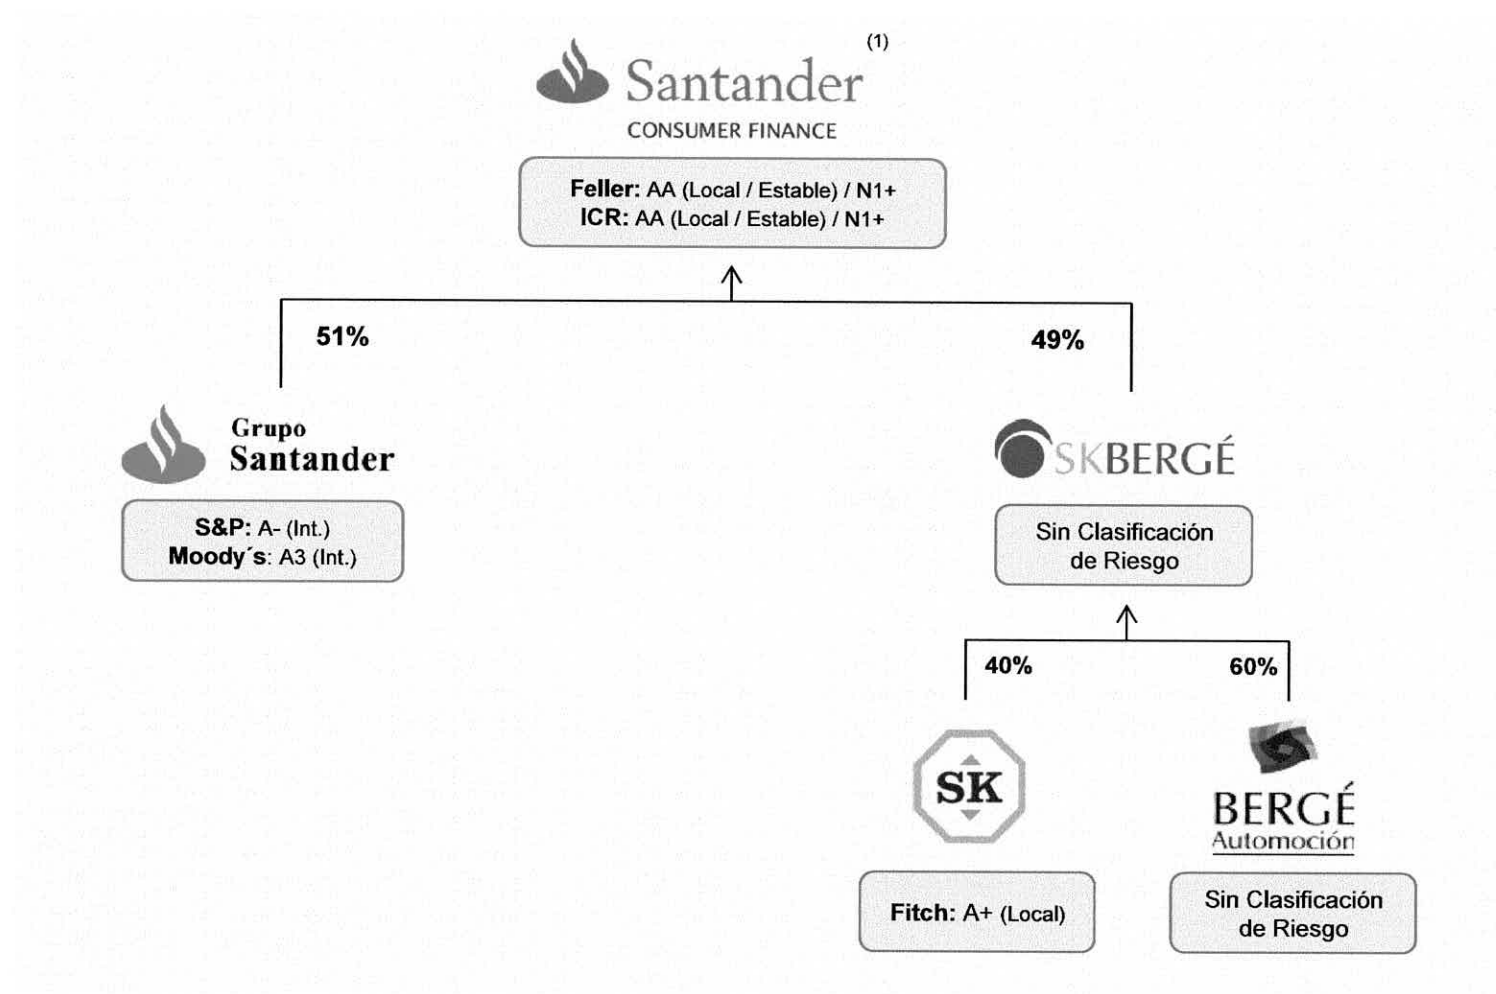 (1)
Santander
CONSUMER FINANCE
Feller: AA (Local / Estable) / N1+
ICR: AA (Local / Estable) / N1+
51%
49%
Grupo
Santander
SKBERGÉ
S&P: A- (Int.)
Moody´s: A3 (Int.)
Sin Clasificación
de Riesgo
40%
60%
SK
BERGÉ
Automoción
Fitch: A+ (Local)
Sin Clasificación
de Riesgo